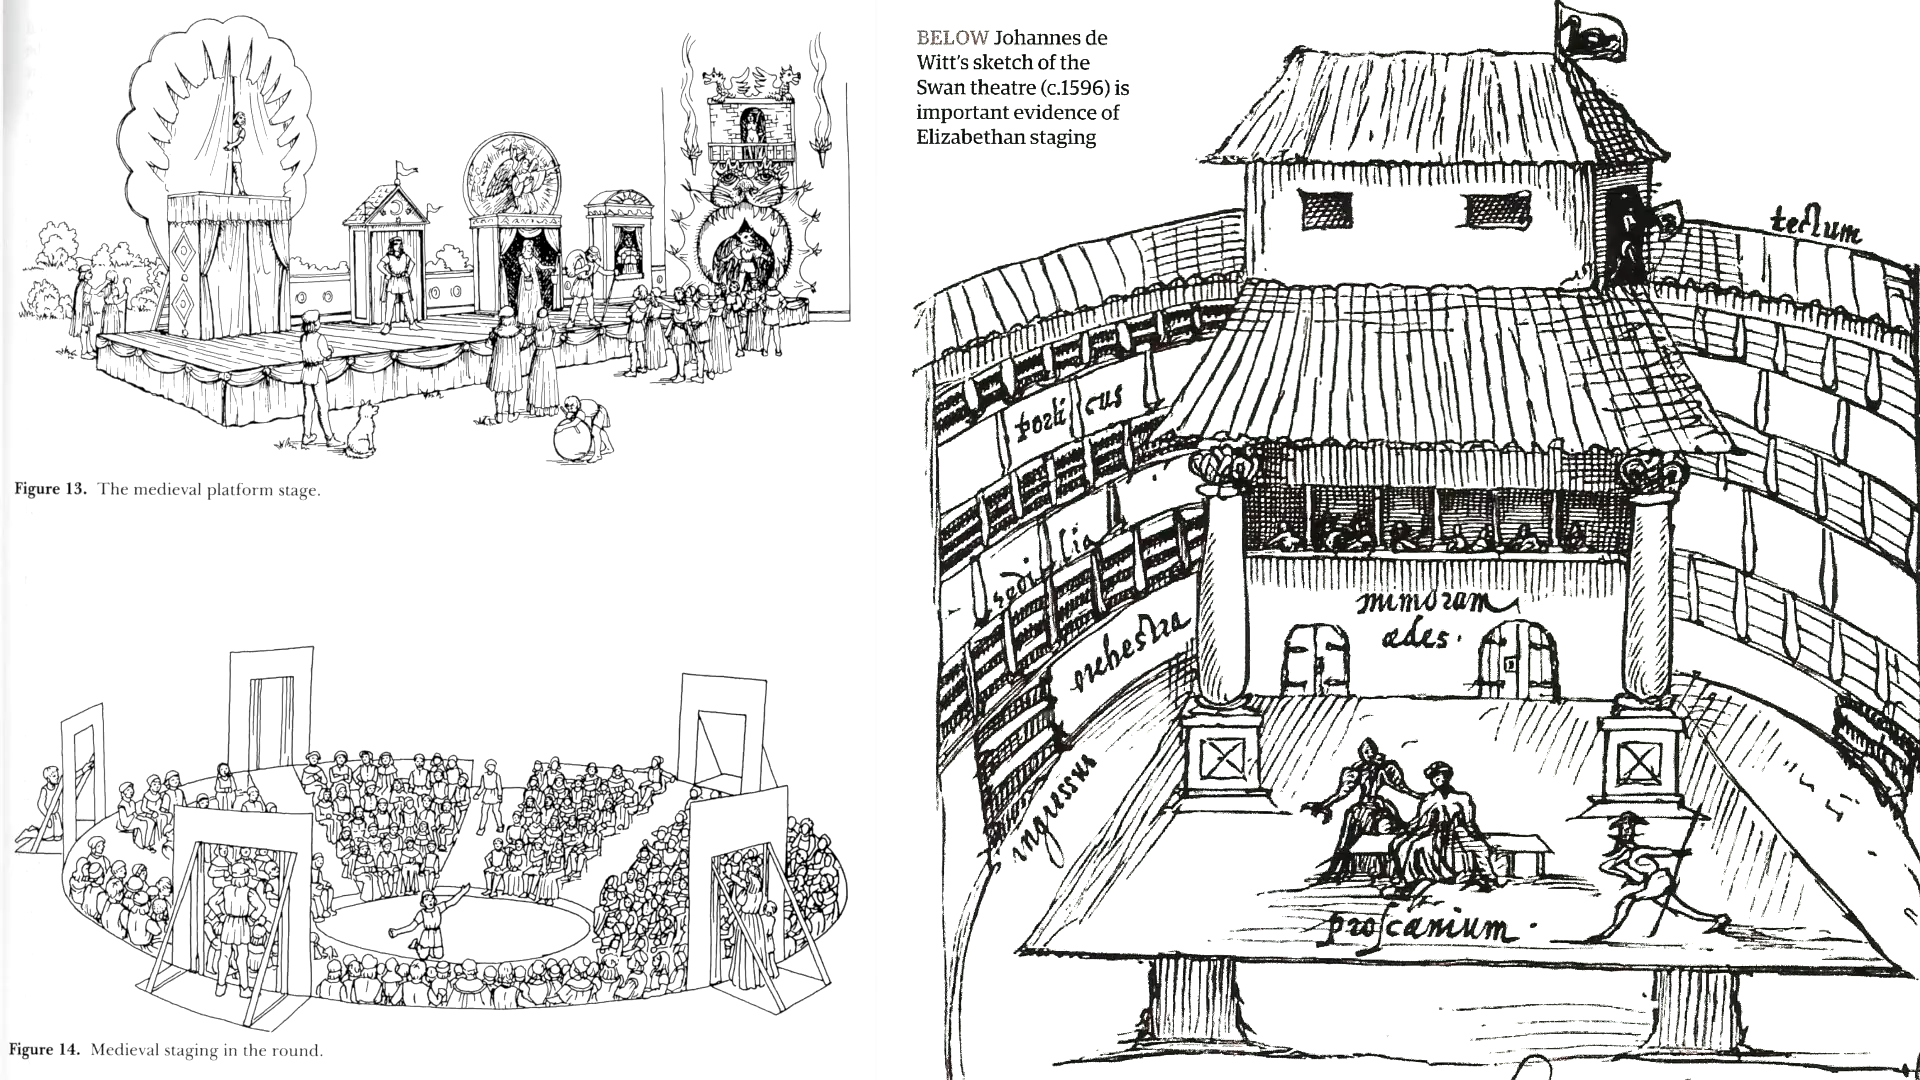 Figure 13. The medieval platform stage.
Figure 14. Medieval staging in the round.
BELOW Johannes de
Witt's sketch of the
Swan theatre (c.1596) is
important evidence of
Elizabethan staging
tectum
porticus
sedilia
orchestra
mimorum
ædes.
ingressus
proscænium.